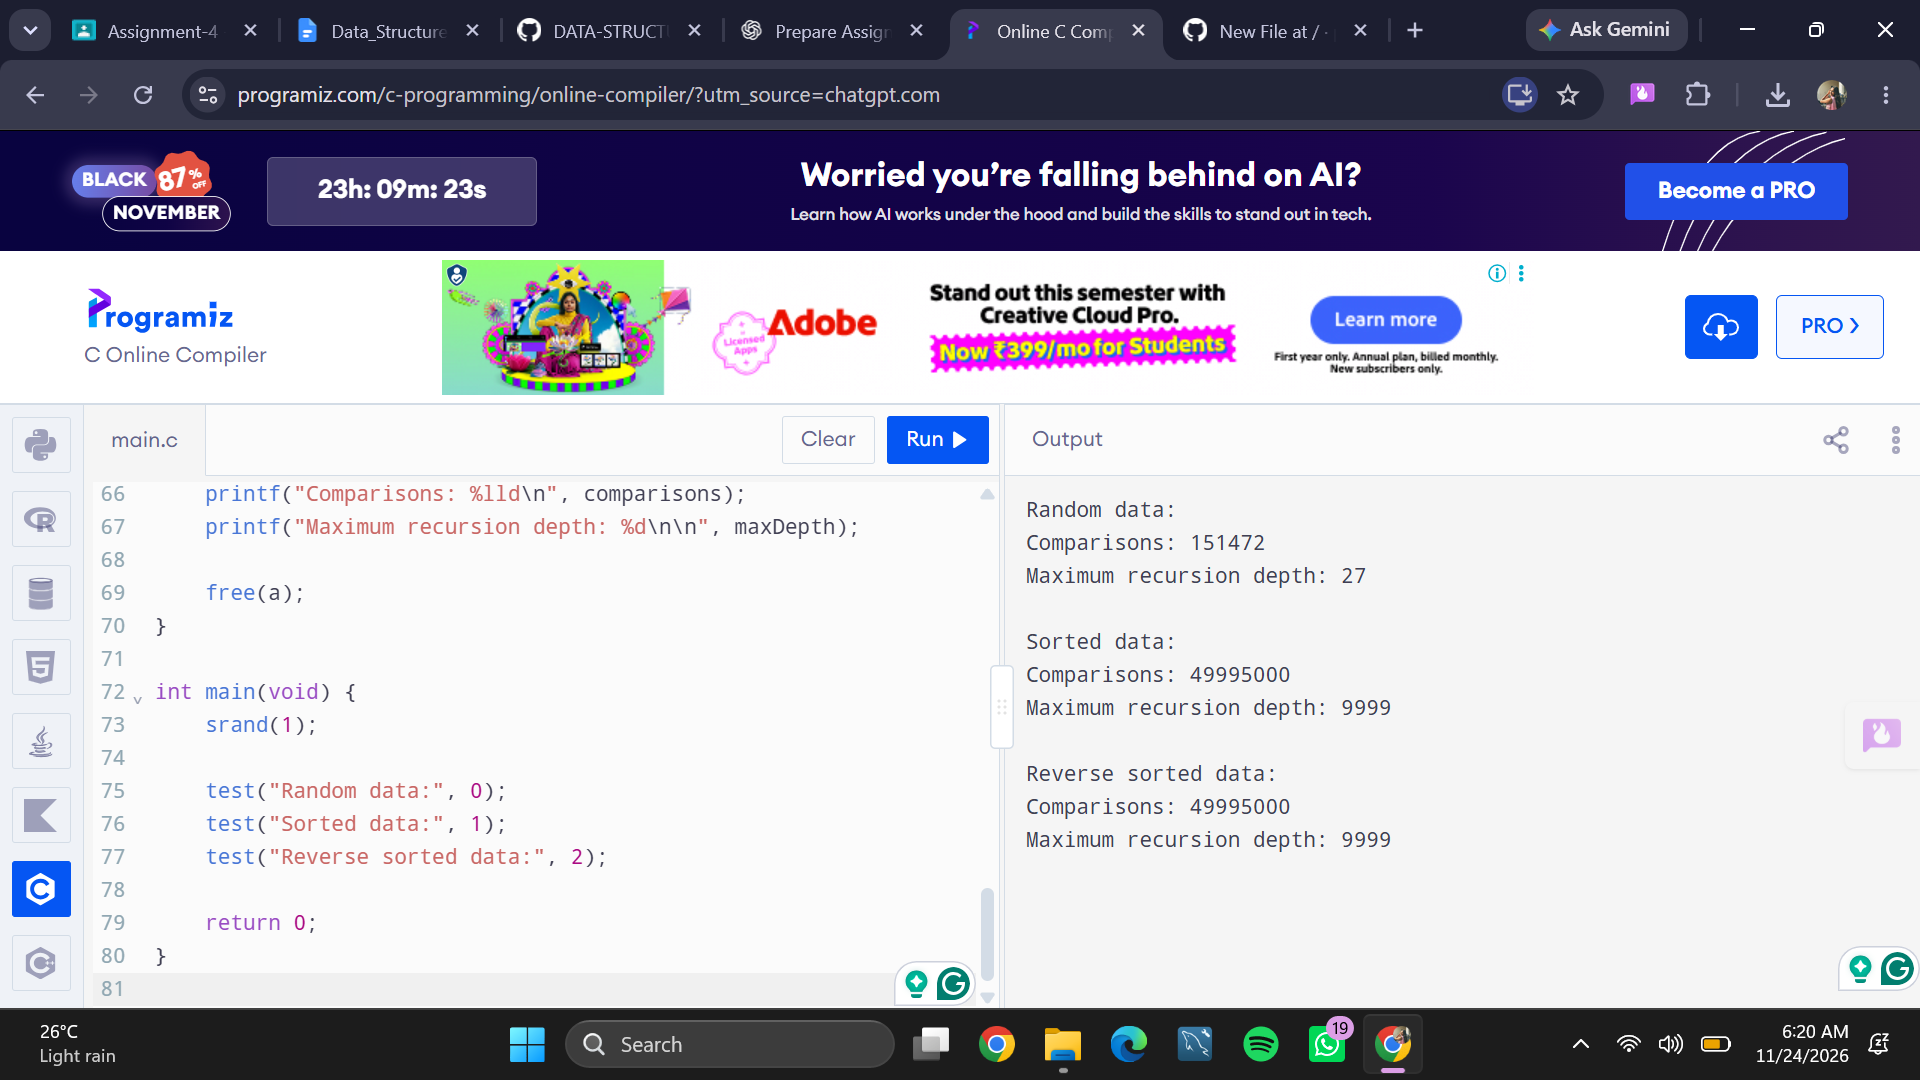 Assignment-4
Data_Structure
DATA-STRUCT
Prepare Assign
Online C Comp
New File at / ·
Ask Gemini
programiz.com/c-programming/online-compiler/?utm_source=chatgpt.com
BLACK
87% OFF
NOVEMBER
23h: 09m: 23s
Worried you’re falling behind on AI?
Learn how AI works under the hood and build the skills to stand out in tech.
Become a PRO
Programiz
C Online Compiler
Licensed Apps
Adobe
Stand out this semester with
Creative Cloud Pro.
Now ₹399/mo for Students
Learn more
First year only. Annual plan, billed monthly.
New subscribers only.
PRO
main.c
Clear
Run
Output
66 printf("Comparisons: %lld\n", comparisons);
67 printf("Maximum recursion depth: %d\n\n", maxDepth);
68
69 free(a);
70 }
71
72 int main(void) {
73 srand(1);
74
75 test("Random data:", 0);
76 test("Sorted data:", 1);
77 test("Reverse sorted data:", 2);
78
79 return 0;
80 }
81
Random data:
Comparisons: 151472
Maximum recursion depth: 27
Sorted data:
Comparisons: 49995000
Maximum recursion depth: 9999
Reverse sorted data:
Comparisons: 49995000
Maximum recursion depth: 9999
26°C
Light rain
Search
19
6:20 AM
11/24/2026